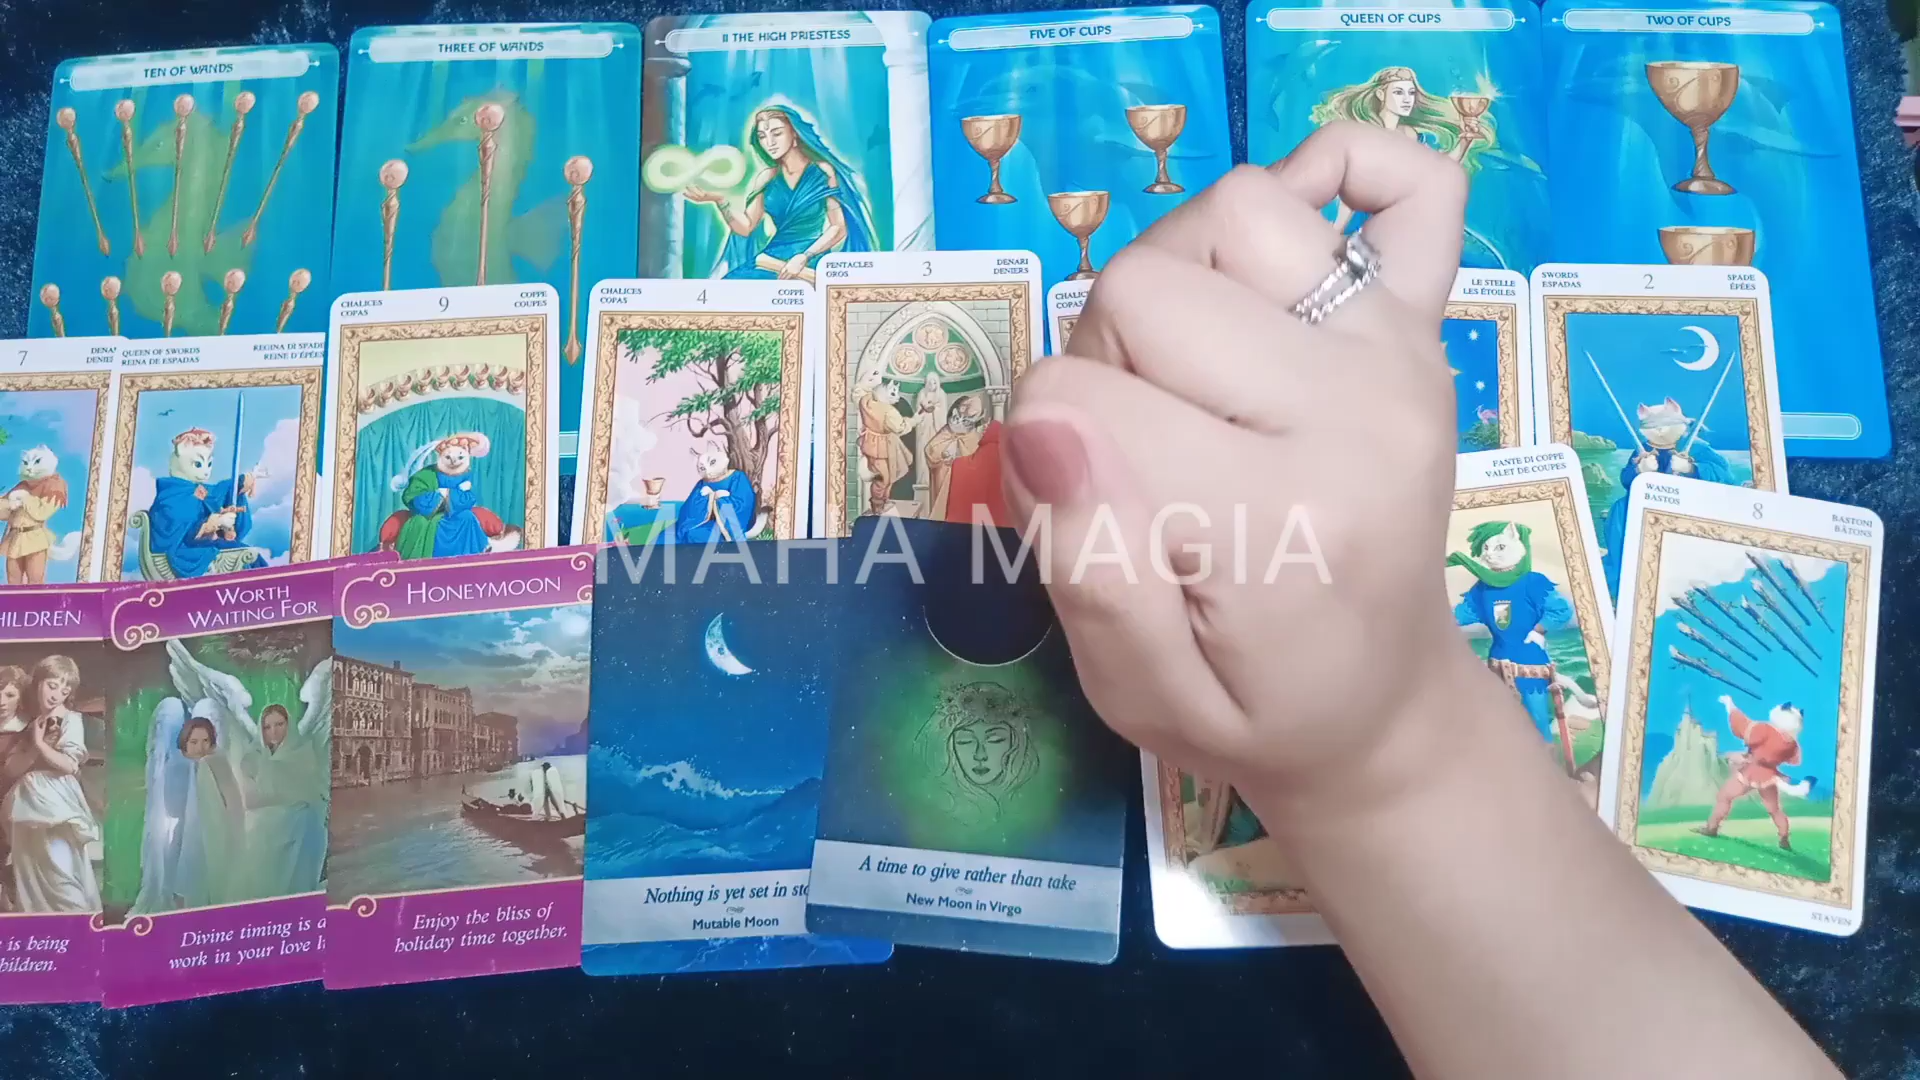 TEN OF WANDS
THREE OF WANDS
II THE HIGH PRIESTESS
FIVE OF CUPS
QUEEN OF CUPS
TWO OF CUPS
7
QUEEN OF SWORDS
REINA DE ESPADAS
REGINA DI SPADE
REINE D'ÉPÉES
CHALICES
COPAS
9
COPPE
COUPES
CHALICES
COPAS
4
COPPE
COUPES
PENTACLES
OROS
3
DENARI
DENIERS
LE STELLE
LES ÉTOILES
SWORDS
ESPADAS
2
SPADE
ÉPÉES
FANTE DI COPPE
VALET DE COUPES
WANDS
BASTOS
8
BASTONI
BÂTONS
STAVEN
MAHA MAGIA
WORTH
WAITING FOR
Divine timing is
work in your love
HONEYMOON
Enjoy the bliss of
holiday time together.
is being
Nothing is yet set in
Mutable Moon
A time to give rather than take
New Moon in Virgo